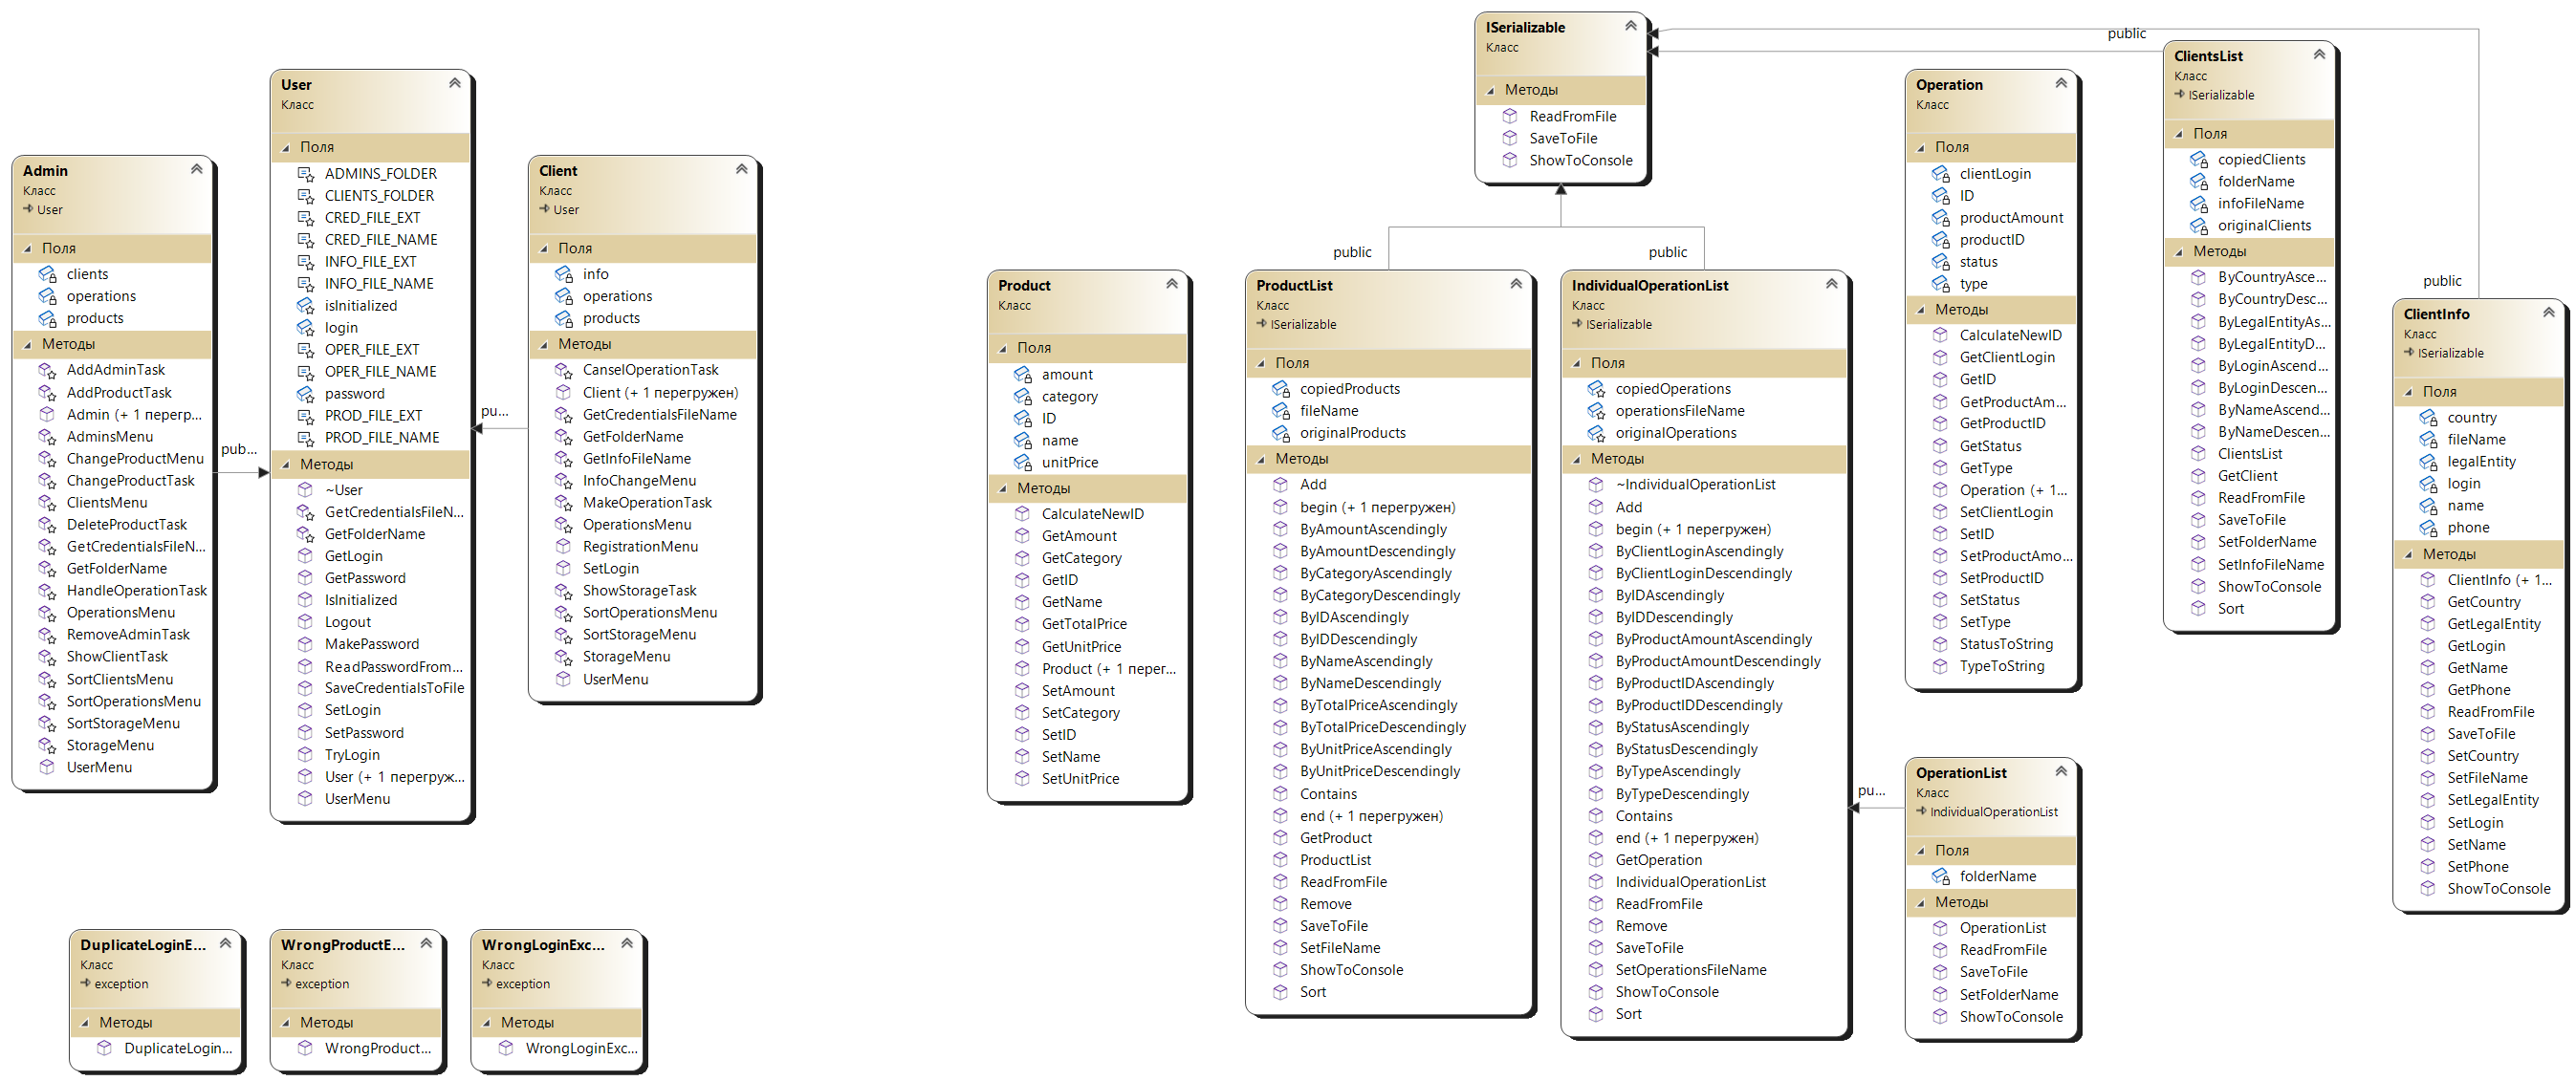 User
Класс
Поля
ADMINS_FOLDER
CLIENTS_FOLDER
CRED_FILE_EXT
CRED_FILE_NAME
INFO_FILE_EXT
INFO_FILE_NAME
isInitialized
login
OPER_FILE_EXT
OPER_FILE_NAME
password
PROD_FILE_EXT
PROD_FILE_NAME
Методы
~User
GetCredentialsFileN...
GetFolderName
GetLogin
GetPassword
IsInitialized
Logout
MakePassword
ReadPasswordFrom...
SaveCredentialsToFile
SetLogin
SetPassword
TryLogin
User (+ 1 перегруж...
UserMenu
Admin
Класс
User
Поля
clients
operations
products
Методы
AddAdminTask
AddProductTask
Admin (+ 1 перегр...
AdminsMenu
ChangeProductMenu
ChangeProductTask
ClientsMenu
DeleteProductTask
GetCredentialsFileN...
GetFolderName
HandleOperationTask
OperationsMenu
RemoveAdminTask
ShowClientTask
SortClientsMenu
SortOperationsMenu
SortStorageMenu
StorageMenu
UserMenu
pub...
Client
Класс
User
Поля
info
operations
products
Методы
CanselOperationTask
Client (+ 1 перегружен)
GetCredentialsFileName
GetFolderName
GetInfoFileName
InfoChangeMenu
MakeOperationTask
OperationsMenu
RegistrationMenu
SetLogin
ShowStorageTask
SortOperationsMenu
SortStorageMenu
StorageMenu
UserMenu
pu...
DuplicateLoginE...
Класс
exception
Методы
DuplicateLogin...
WrongProductE...
Класс
exception
Методы
WrongProduct...
WrongLoginExc...
Класс
exception
Методы
WrongLoginExc...
ISerializable
Класс
Методы
ReadFromFile
SaveToFile
ShowToConsole
public
public
public
public
Product
Класс
Поля
amount
category
ID
name
unitPrice
Методы
CalculateNewID
GetAmount
GetCategory
GetID
GetName
GetTotalPrice
GetUnitPrice
Product (+ 1 перег...
SetAmount
SetCategory
SetID
SetName
SetUnitPrice
ProductList
Класс
ISerializable
Поля
copiedProducts
fileName
originalProducts
Методы
Add
begin (+ 1 перегружен)
ByAmountAscendingly
ByAmountDescendingly
ByCategoryAscendingly
ByCategoryDescendingly
ByIDAscendingly
ByIDDescendingly
ByNameAscendingly
ByNameDescendingly
ByTotalPriceAscendingly
ByTotalPriceDescendingly
ByUnitPriceAscendingly
ByUnitPriceDescendingly
Contains
end (+ 1 перегружен)
GetProduct
ProductList
ReadFromFile
Remove
SaveToFile
SetFileName
ShowToConsole
Sort
IndividualOperationList
Класс
ISerializable
Поля
copiedOperations
operationsFileName
originalOperations
Методы
~IndividualOperationList
Add
begin (+ 1 перегружен)
ByClientLoginAscendingly
ByClientLoginDescendingly
ByIDAscendingly
ByIDDescendingly
ByProductAmountAscendingly
ByProductAmountDescendingly
ByProductIDAscendingly
ByProductIDDescendingly
ByStatusAscendingly
ByStatusDescendingly
ByTypeAscendingly
ByTypeDescendingly
Contains
end (+ 1 перегружен)
GetOperation
IndividualOperationList
ReadFromFile
Remove
SaveToFile
SetOperationsFileName
ShowToConsole
Sort
Operation
Класс
Поля
clientLogin
ID
productAmount
productID
status
type
Методы
CalculateNewID
GetClientLogin
GetID
GetProductAm...
GetProductID
GetStatus
GetType
Operation (+ 1...
SetClientLogin
SetID
SetProductAmo...
SetProductID
SetStatus
SetType
StatusToString
TypeToString
pu...
OperationList
Класс
IndividualOperationList
Поля
folderName
Методы
OperationList
ReadFromFile
SaveToFile
SetFolderName
ShowToConsole
ClientsList
Класс
ISerializable
Поля
copiedClients
folderName
infoFileName
originalClients
Методы
ByCountryAsce...
ByCountryDesc...
ByLegalEntityAs...
ByLegalEntityD...
ByLoginAscend...
ByLoginDescen...
ByNameAscend...
ByNameDescen...
ClientsList
GetClient
ReadFromFile
SaveToFile
SetFolderName
SetInfoFileName
ShowToConsole
Sort
ClientInfo
Класс
ISerializable
Поля
country
fileName
legalEntity
login
name
phone
Методы
ClientInfo (+ 1...
GetCountry
GetLegalEntity
GetLogin
GetName
GetPhone
ReadFromFile
SaveToFile
SetCountry
SetFileName
SetLegalEntity
SetLogin
SetName
SetPhone
ShowToConsole